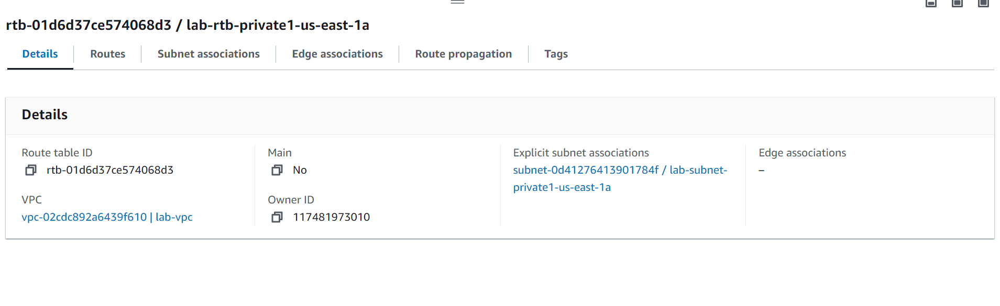 rtb-01d6d37ce574068d3 / lab-rtb-private1-us-east-1a
Details
Routes
Subnet associations
Edge associations
Route propagation
Tags
Details
Route table ID
rtb-01d6d37ce574068d3
VPC
vpc-02cdc892a6439f610 | lab-vpc
Main
No
Owner ID
117481973010
Explicit subnet associations
subnet-0d41276413901784f / lab-subnet-
private1-us-east-1a
Edge associations
–